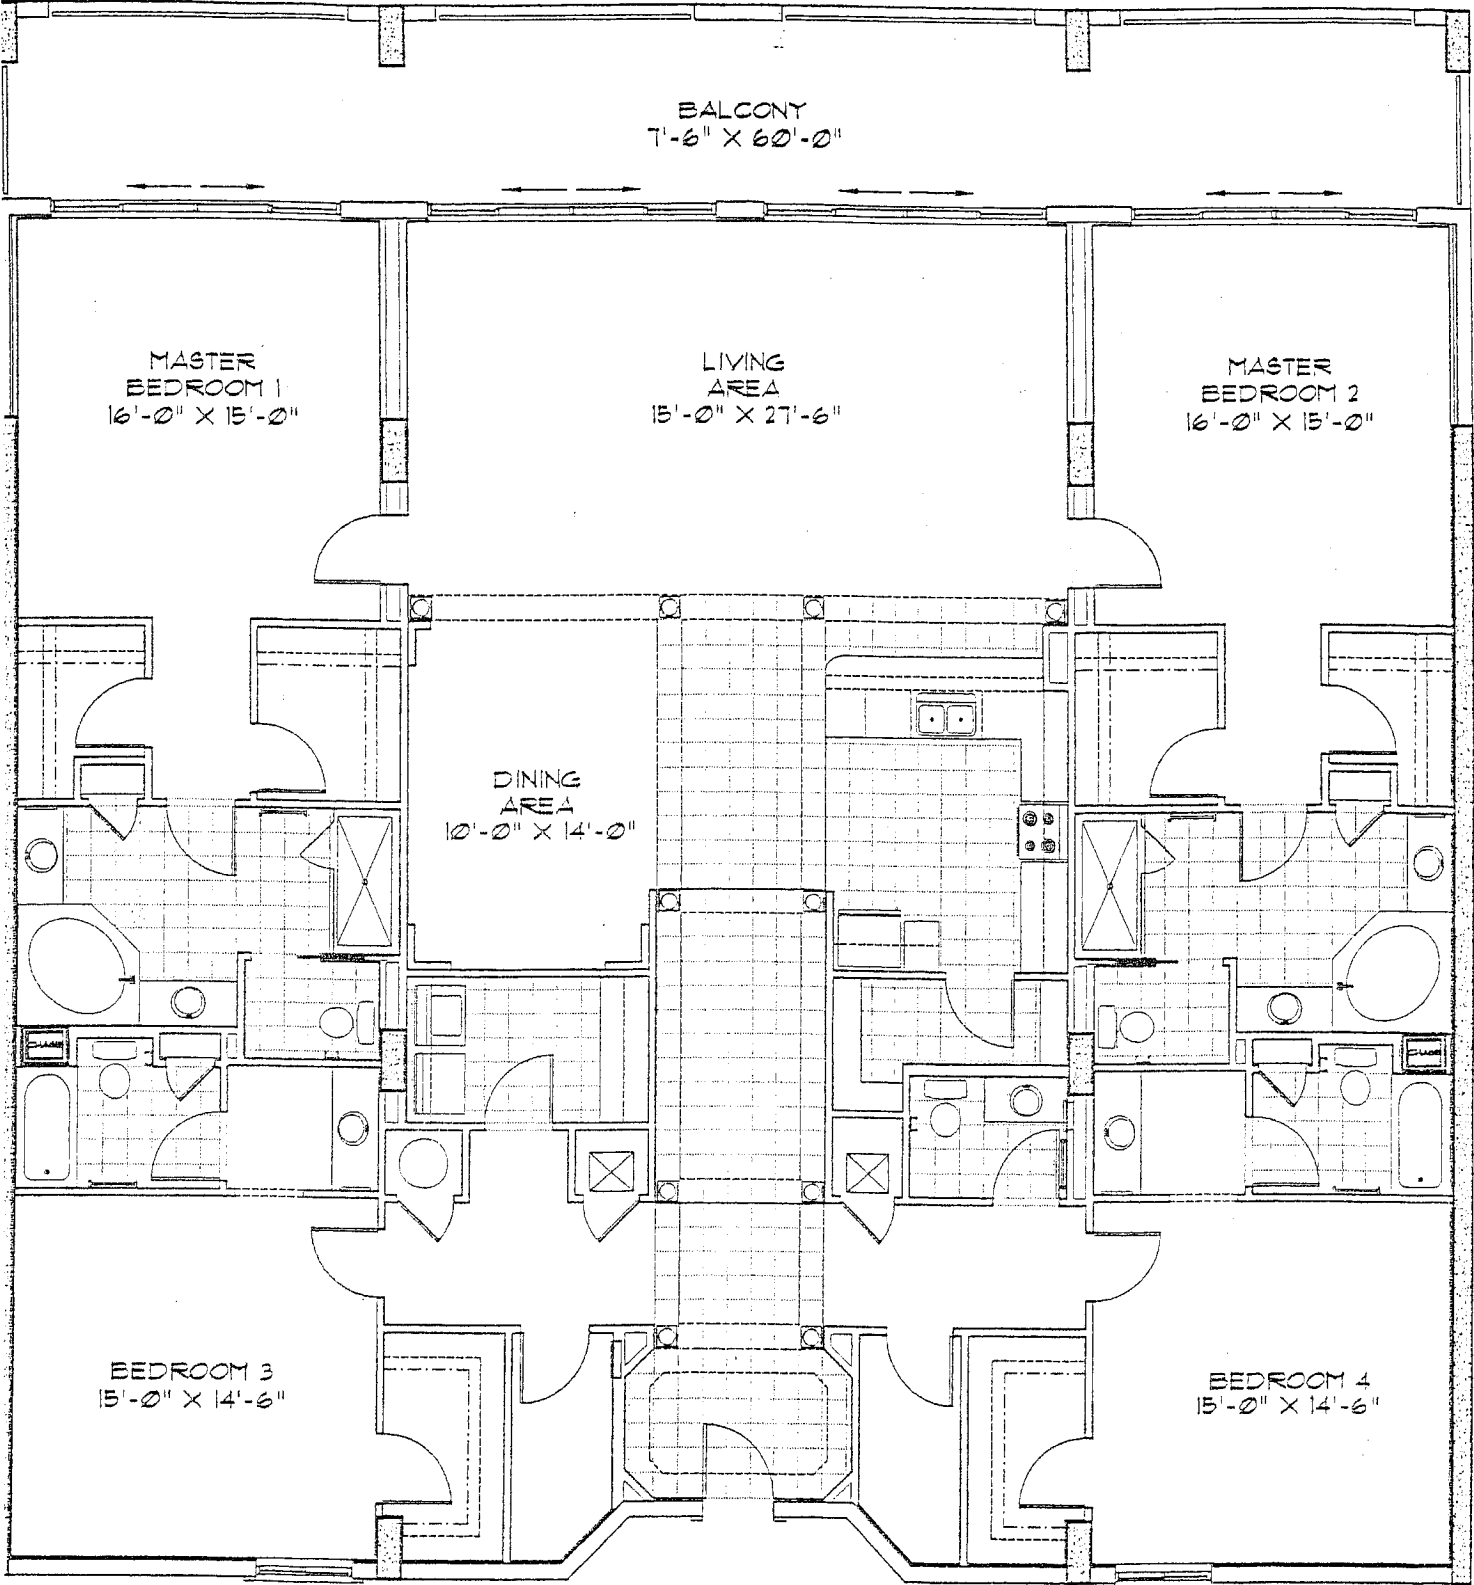 BALCONY
7'-6" X 60'-0"
MASTER
BEDROOM 1
16'-0" X 15'-0"
LIVING
AREA
15'-0" X 27'-6"
MASTER
BEDROOM 2
16'-0" X 15'-0"
DINING
AREA
10'-0" X 14'-0"
BEDROOM 3
15'-0" X 14'-6"
BEDROOM 4
15'-0" X 14'-6"